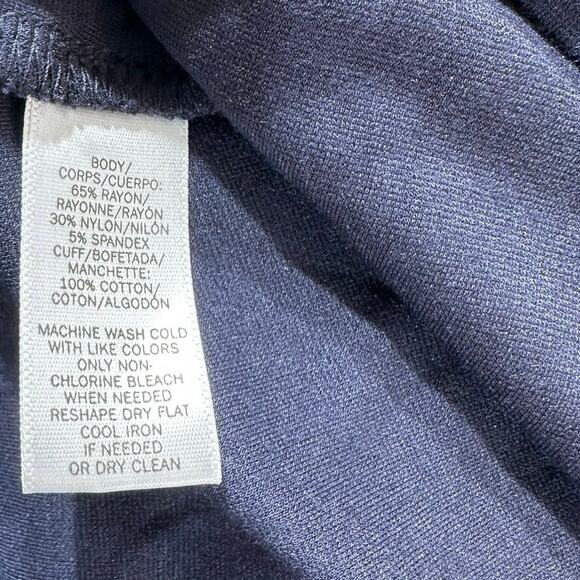 BODY/
CORPS/CUERPO:
65% RAYON/
RAYONNE/RAYÓN
30% NYLON/NILÓN
5% SPANDEX
CUFF/BOFETADA/
MANCHETTE:
100% COTTON/
COTON/ALGODÓN
MACHINE WASH COLD
WITH LIKE COLORS
ONLY NON-
CHLORINE BLEACH
WHEN NEEDED
RESHAPE DRY FLAT
COOL IRON
IF NEEDED
OR DRY CLEAN